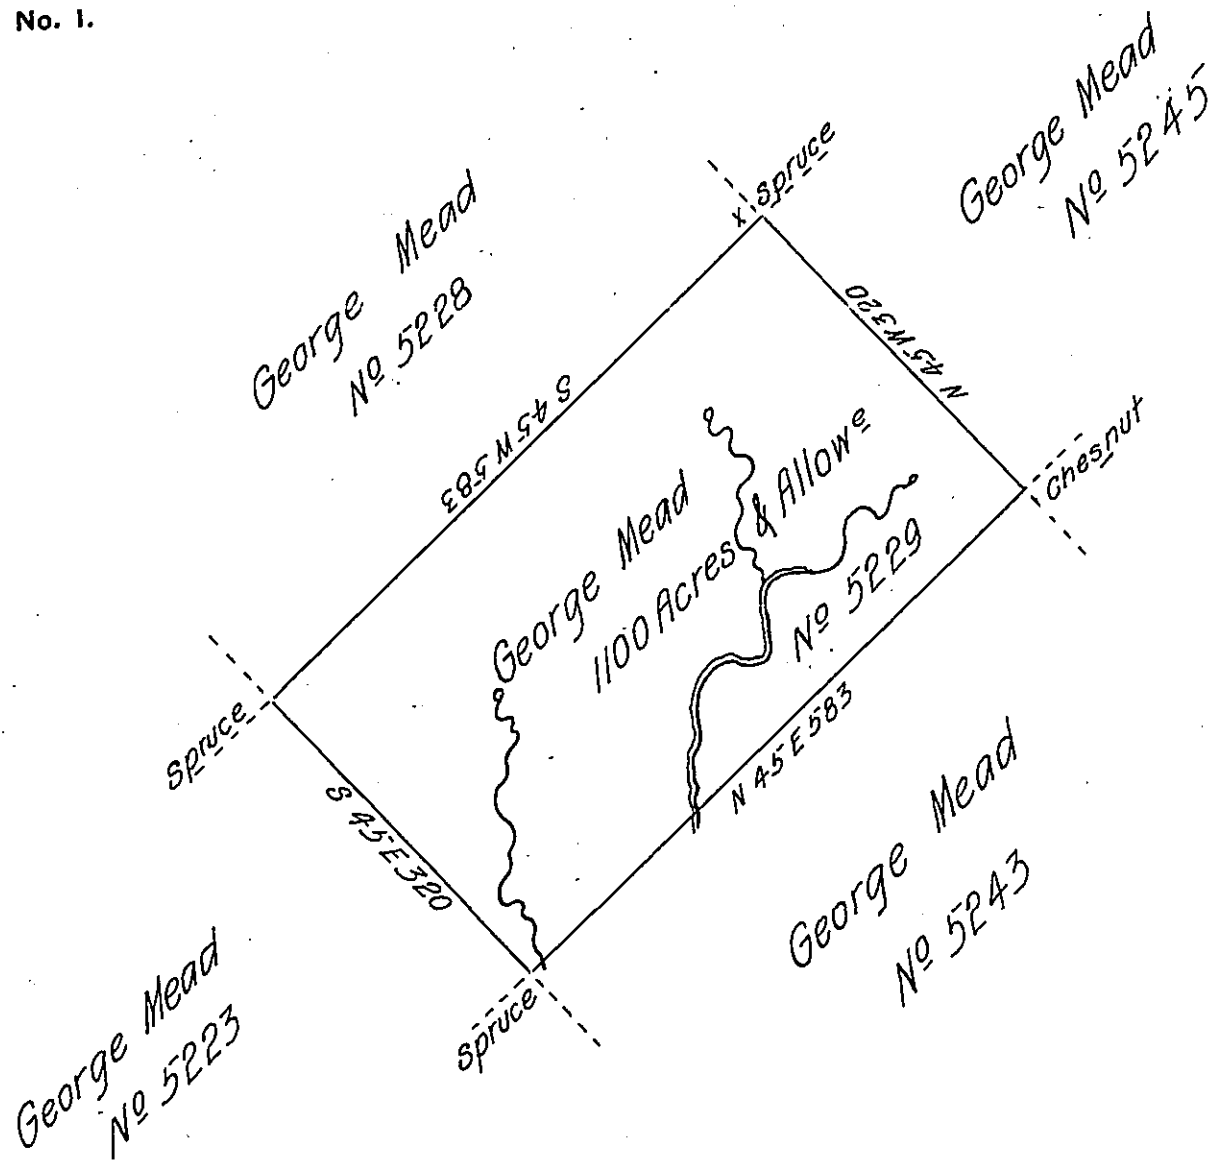 No. 1.
George Mead
Nº 5245
spruce
x
George Mead
Nº 5228
N 45 W 320
S 45 W 583
chesnut
George Mead
1100 Acres & Allowᵉ
Nº 5229
spruce
N 45 E 583
S 45 E 320
George Mead
Nº 5243
spruce
George Mead
Nº 5223